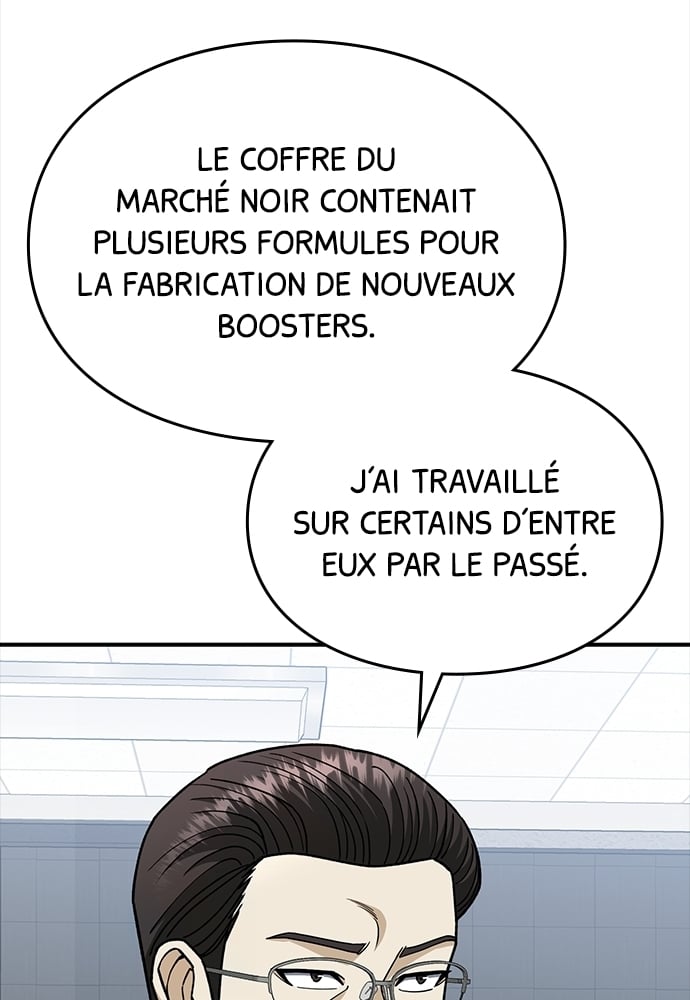 LE COFFRE DU
MARCHÉ NOIR CONTENAIT
PLUSIEURS FORMULES POUR
LA FABRICATION DE NOUVEAUX
BOOSTERS.
J'AI TRAVAILLÉ
SUR CERTAINS D'ENTRE
EUX PAR LE PASSÉ.